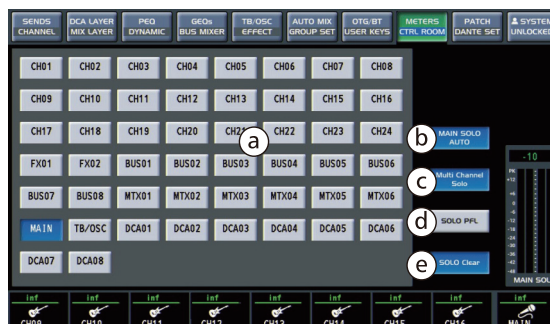 SENDS DCA LAYER PEQ GEQs TB/OSC AUTO MIX OTG/BT METERS PATCH SYSTEM
CHANNEL MIX LAYER DYNAMIC BUS MIXER EFFECT GROUP SET USER KEYS CTRL ROOM DANTE SET UNLOCKED
CH01 CH02 CH03 CH04 CH05 CH06 CH07 CH08
CH09 CH10 CH11 CH12 CH13 CH14 CH15 CH16
CH17 CH18 CH19 CH20 CH21 CH22 CH23 CH24
a
b
MAIN SOLO
AUTO
FX01 FX02 BUS01 BUS02 BUS03 BUS04 BUS05 BUS06
-10
c
Multi Channel
Solo
BUS07 BUS08 MTX01 MTX02 MTX03 MTX04 MTX05 MTX06
d
SOLO PFL
MAIN TB/OSC DCA01 DCA02 DCA03 DCA04 DCA05 DCA06
e
SOLO Clear
DCA07 DCA08
PK
+12
MAIN SOL
inf inf inf inf inf inf inf inf inf
CH09 CH10 CH11 CH12 CH13 CH14 CH15 CH16 MAIN